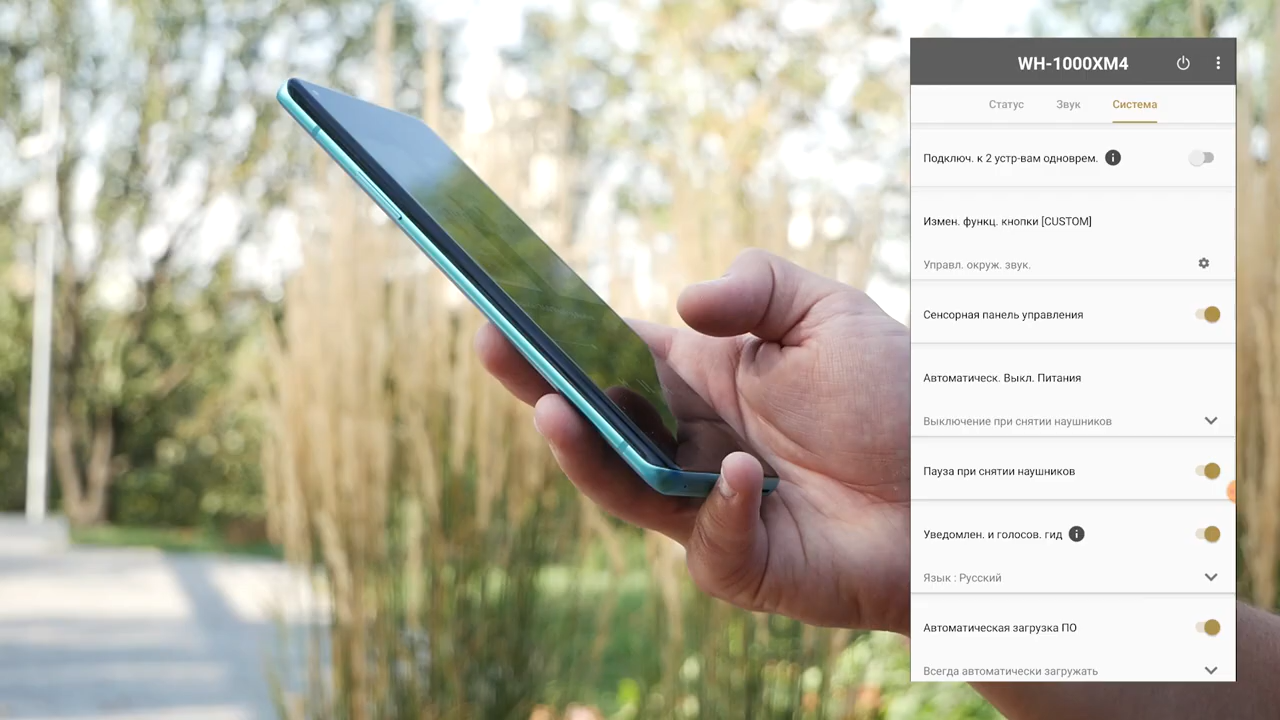 WH-1000XM4
Статус Звук Система
Подключ. к 2 устр-вам одноврем.
Измен. функц. кнопки [CUSTOM]
Управл. окруж. звук.
Сенсорная панель управления
Автоматическ. Выкл. Питания
Выключение при снятии наушников
Пауза при снятии наушников
Уведомлен. и голосов. гид
Язык : Русский
Автоматическая загрузка ПО
Всегда автоматически загружать